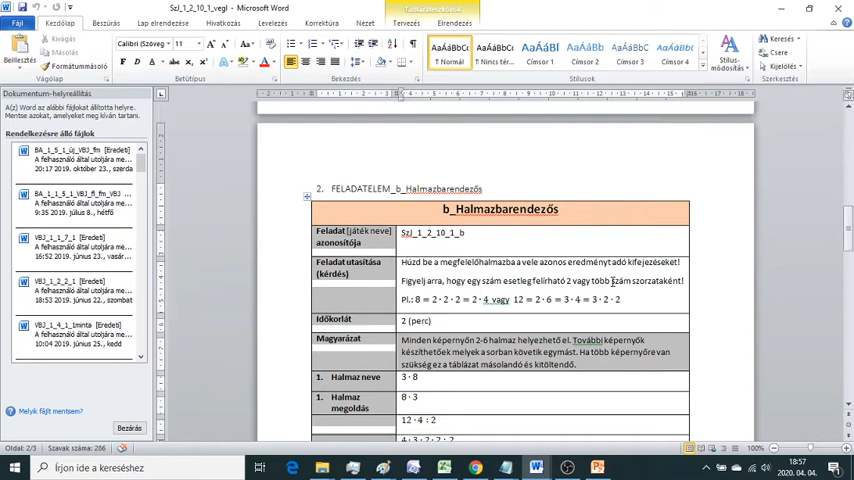 SzJ_1_2_10_1_vegl - Microsoft Word
Táblázateszközök
Fájl Kezdőlap Beszúrás Lap elrendezése Hivatkozás Levelezés Korrektúra Nézet Tervezés Elrendezés
Beillesztés
Kivágás
Másolás
Formátummásoló
Calibri (Szöveg 11
AaBbCcC
¶ Normál
¶ Nincs tér...
Címsor 1
Címsor 2
Címsor 3
Címsor 4
Stílus-
módosítás
Keresés
Csere
Kijelölés
Vágólap Betűtípus Bekezdés Stílusok Szerkesztés
Dokumentum-helyreállítás
A(z) Word az alábbi fájlokat állította helyre.
Mentse azokat, amelyeket meg kíván tartani.
Rendelkezésre álló fájlok
BA_1_5_1_új_VBJ_fm [Eredeti]
A felhasználó által utoljára me...
20:17 2019. október 23., szerda
BA_1_5_1_VBJ_fl_fm_VBJ ...
A felhasználó által utoljára me...
9:35 2019. július 8., hétfő
VBJ_1_1_7_1 [Eredeti]
A felhasználó által utoljára me...
16:52 2019. június 23., vasár...
VBJ_1_2_2_1 [Eredeti]
A felhasználó által utoljára me...
18:53 2019. június 22., szombat
VBJ_1_4_1_1minta [Eredeti]
A felhasználó által utoljára me...
10:04 2019. június 25., kedd
Melyik fájlt mentsem?
Bezárás
2. FELADATELEM_b_Halmazbarendezős
b_Halmazbarendezős
Feladat [játék neve] azonosítója
SzJ_1_2_10_1_b
Feladat utasítása (kérdés)
Húzd be a megfelelőhalmazba a vele azonos eredményt adó kifejezéseket!
Figyelj arra, hogy egy szám esetleg felírható 2 vagy több szám szorzataként!
Pl.: 8 = 2 · 2 · 2 = 2 · 4 vagy 12 = 2 · 6 = 3 · 4 = 3 · 2 · 2
Időkorlát
2 (perc)
Magyarázat
Minden képernyőn 2-6 halmaz helyezhető el. További képernyők
készíthetőek melyek a sorban követik egymást. Ha több képernyőre van
szükség ez a táblázat másolandó és kitöltendő.
1. Halmaz neve
3 · 8
1. Halmaz megoldás
8 · 3
12 · 4 : 2
4 · 3 · 2 · 2 · 2
Oldal: 2/3 Szavak száma: 286
100%
Írjon ide a kereséshez
18:57
2020. 04. 04.